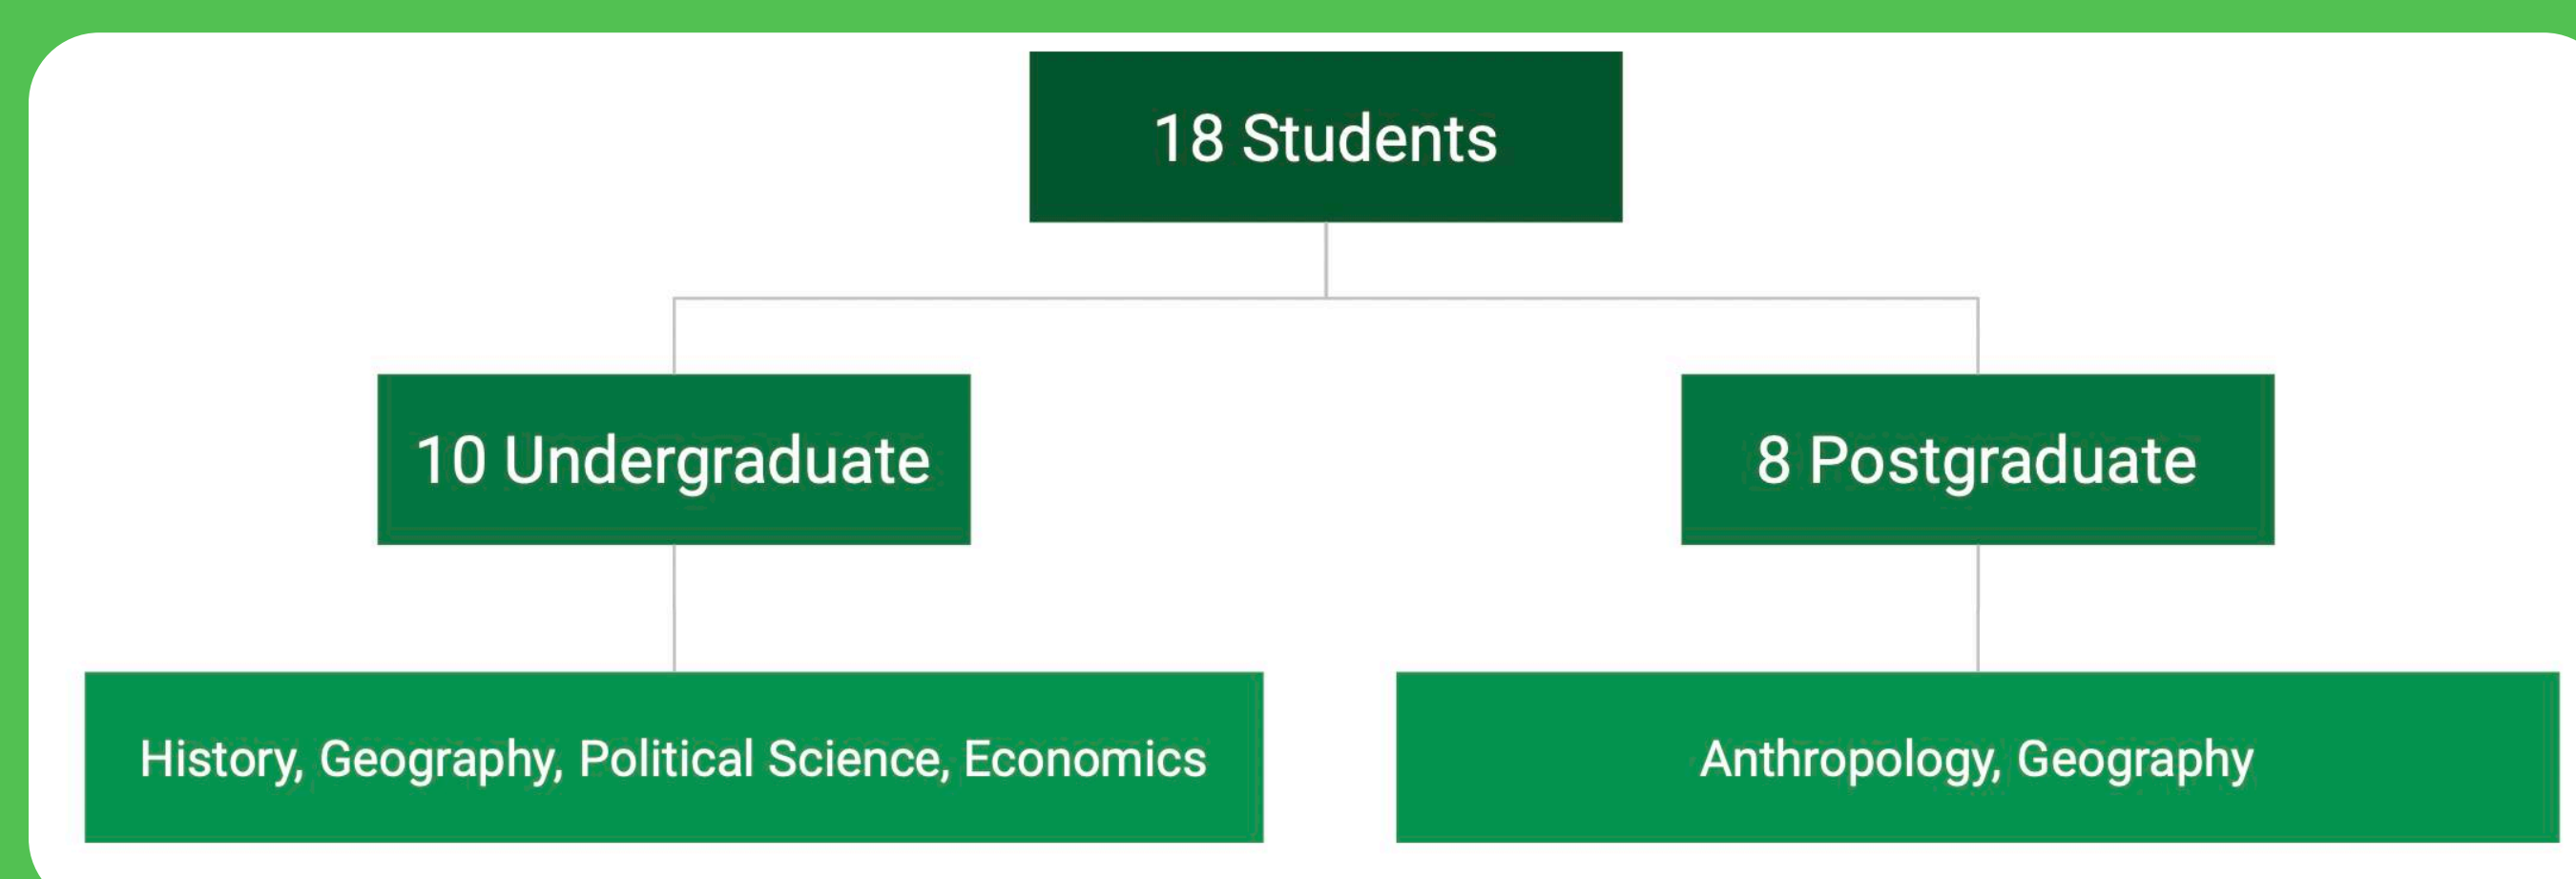 18 Students
10 Undergraduate
8 Postgraduate
History, Geography, Political Science, Economics
Anthropology, Geography